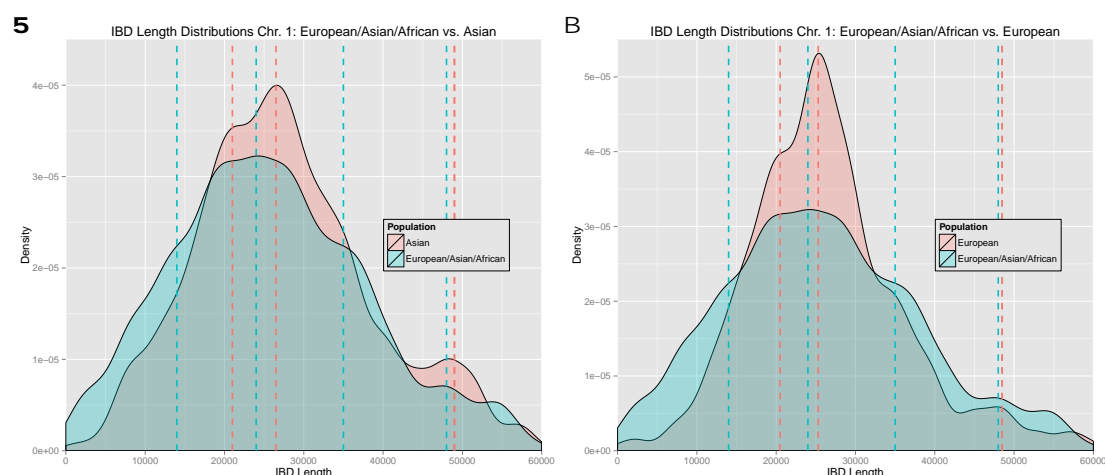 5
IBD Length Distributions Chr. 1: European/Asian/African vs. Asian
4e−05
3e−05
2e−05
1e−05
0e+00
Density
Population
Asian
European/Asian/African
0
10000
20000
30000
40000
50000
60000
IBD Length
B
IBD Length Distributions Chr. 1: European/Asian/African vs. European
5e−05
4e−05
3e−05
2e−05
1e−05
0e+00
Density
Population
European
European/Asian/African
0
10000
20000
30000
40000
50000
60000
IBD Length